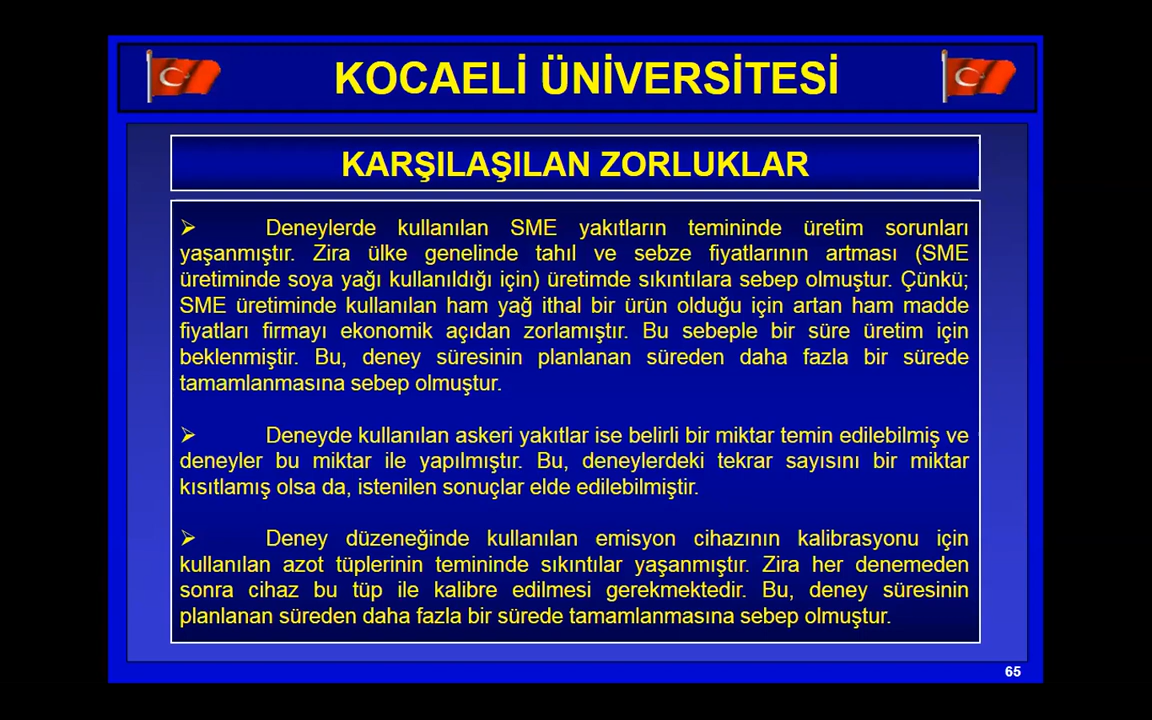 KOCAELİ ÜNİVERSİTESİ
KARŞILAŞILAN ZORLUKLAR
➢ Deneylerde kullanılan SME yakıtların temininde üretim sorunları
yaşanmıştır. Zira ülke genelinde tahıl ve sebze fiyatlarının artması (SME
üretiminde soya yağı kullanıldığı için) üretimde sıkıntılara sebep olmuştur. Çünkü;
SME üretiminde kullanılan ham yağ ithal bir ürün olduğu için artan ham madde
fiyatları firmayı ekonomik açıdan zorlamıştır. Bu sebeple bir süre üretim için
beklenmiştir. Bu, deney süresinin planlanan süreden daha fazla bir sürede
tamamlanmasına sebep olmuştur.
➢ Deneyde kullanılan askeri yakıtlar ise belirli bir miktar temin edilebilmiş ve
deneyler bu miktar ile yapılmıştır. Bu, deneylerdeki tekrar sayısını bir miktar
kısıtlamış olsa da, istenilen sonuçlar elde edilebilmiştir.
➢ Deney düzeneğinde kullanılan emisyon cihazının kalibrasyonu için
kullanılan azot tüplerinin temininde sıkıntılar yaşanmıştır. Zira her denemeden
sonra cihaz bu tüp ile kalibre edilmesi gerekmektedir. Bu, deney süresinin
planlanan süreden daha fazla bir sürede tamamlanmasına sebep olmuştur.
65